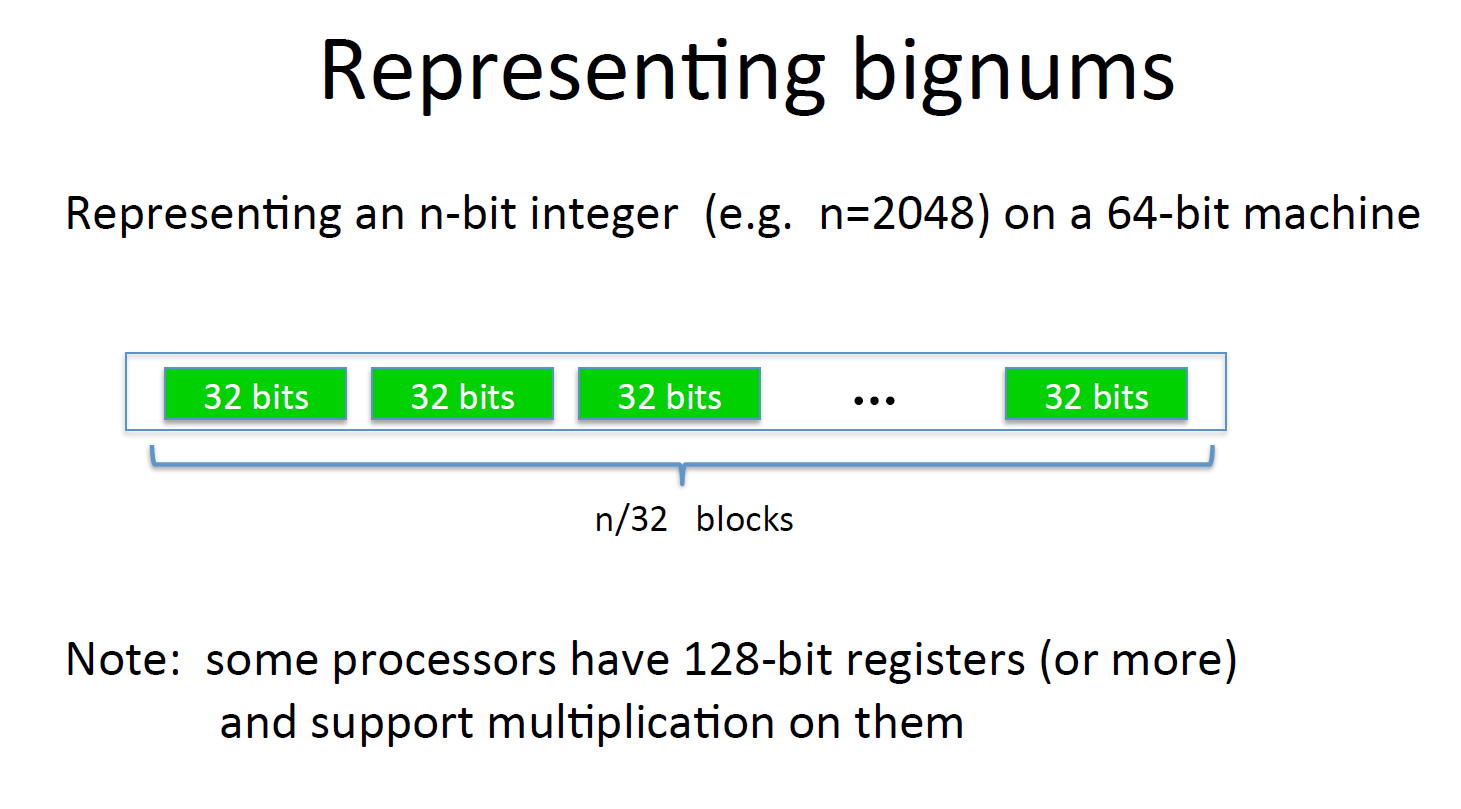 Representing bignums
Representing an n-bit integer (e.g. n=2048) on a 64-bit machine
32 bits 32 bits 32 bits ... 32 bits
n/32 blocks
Note: some processors have 128-bit registers (or more)
and support multiplication on them